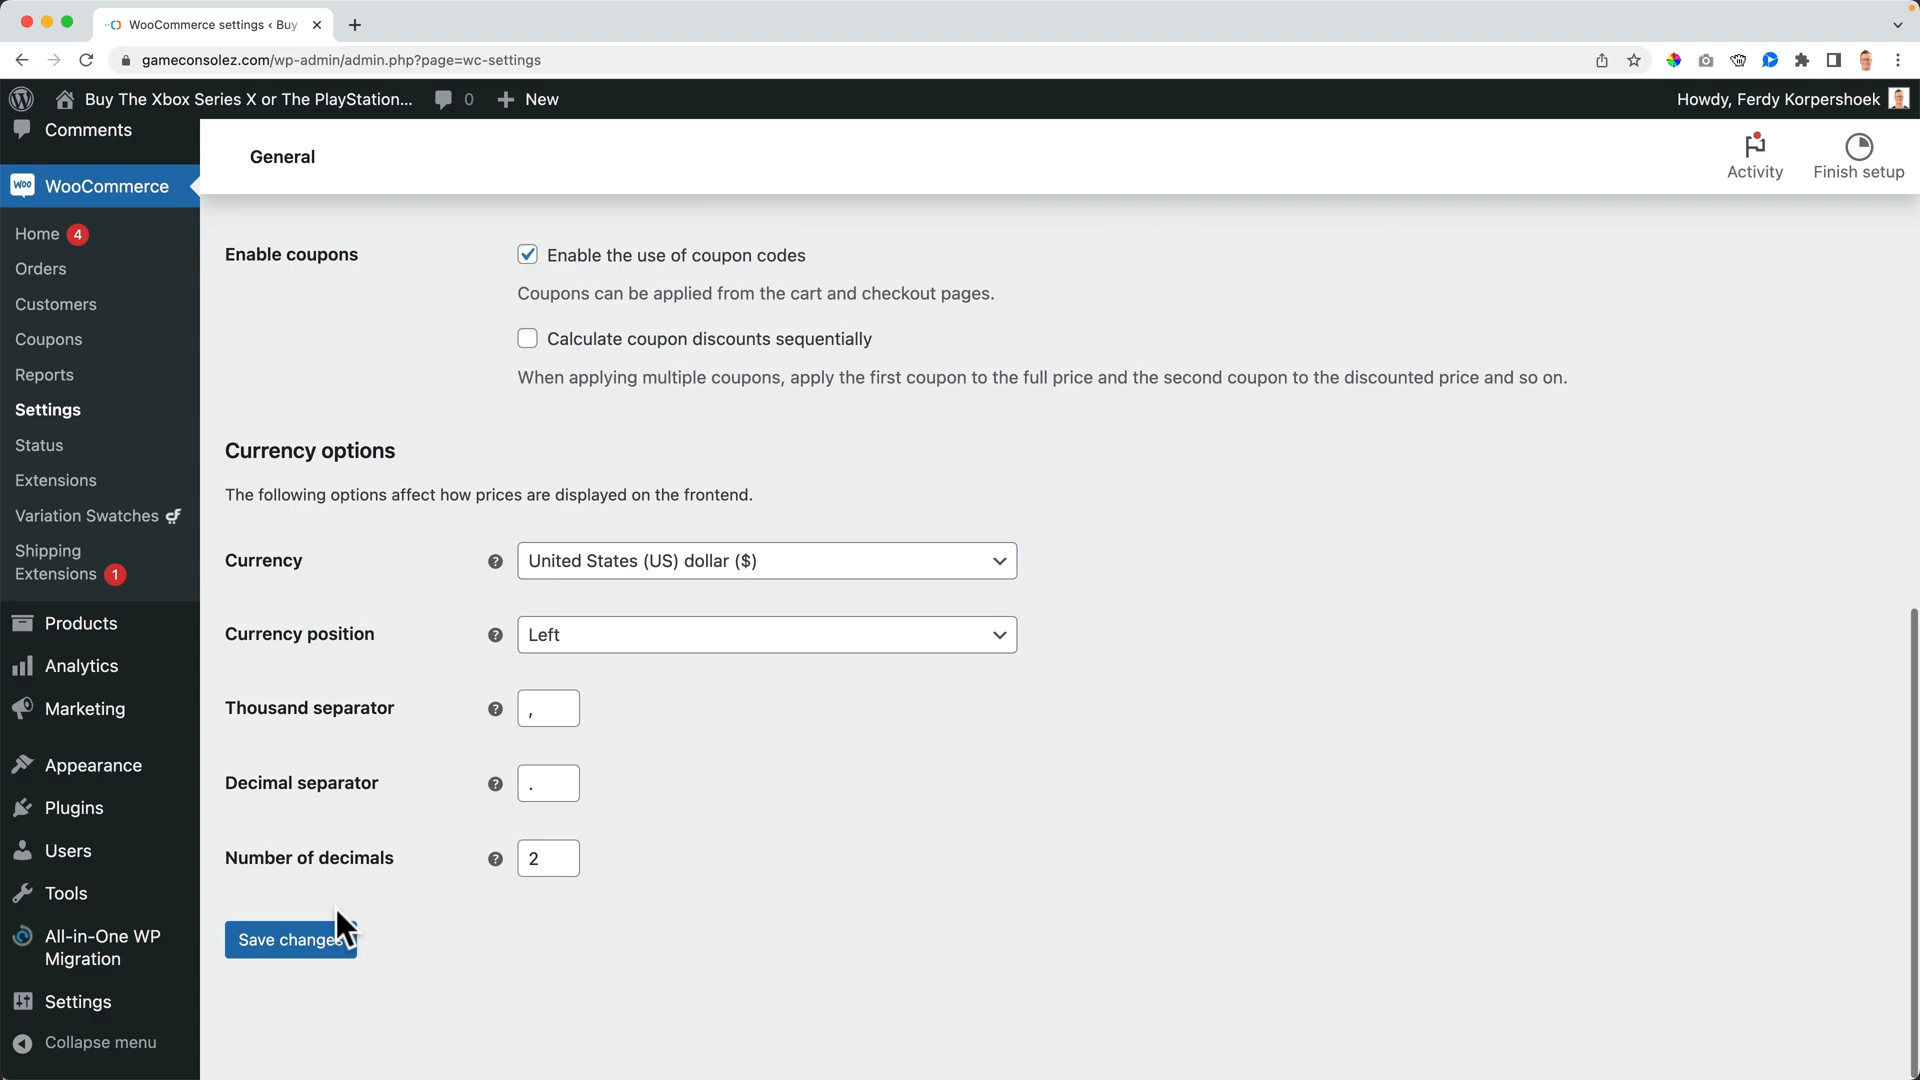 WooCommerce settings ‹ Buy
gameconsolez.com/wp-admin/admin.php?page=wc-settings
Buy The Xbox Series X or The PlayStation... 0 New
Howdy, Ferdy Korpershoek
Comments
WooCommerce
Home 4
Orders
Customers
Coupons
Reports
Settings
Status
Extensions
Variation Swatches
Shipping
Extensions 1
Products
Analytics
Marketing
Appearance
Plugins
Users
Tools
All-in-One WP
Migration
Settings
Collapse menu
General
Activity
Finish setup
Enable coupons
Enable the use of coupon codes
Coupons can be applied from the cart and checkout pages.
Calculate coupon discounts sequentially
When applying multiple coupons, apply the first coupon to the full price and the second coupon to the discounted price and so on.
Currency options
The following options affect how prices are displayed on the frontend.
Currency ? United States (US) dollar ($)
Currency position ? Left
Thousand separator ? ,
Decimal separator ? .
Number of decimals ? 2
Save changes